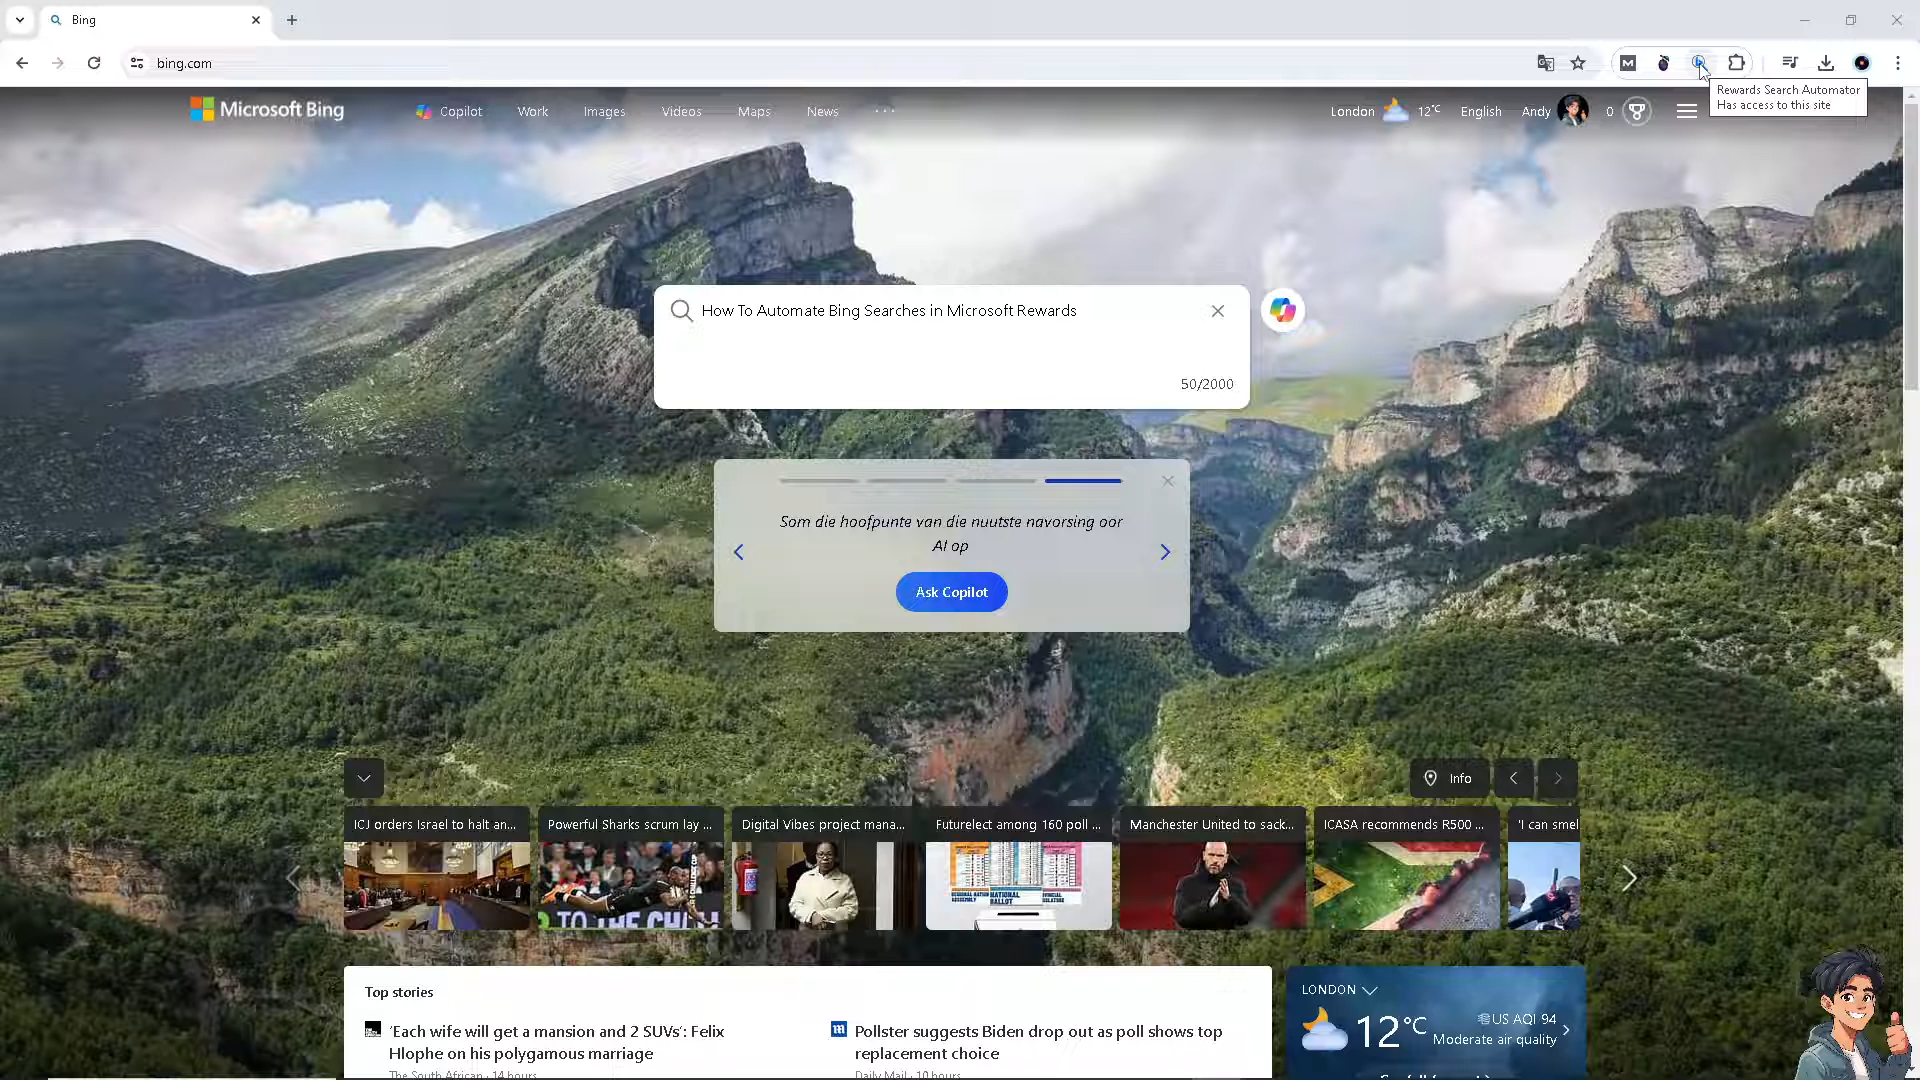 Bing
bing.com
Rewards Search Automator
Has access to this site
Microsoft Bing
Copilot
Work
Images
Videos
Maps
News
London
12°C
English
Andy
0
How To Automate Bing Searches in Microsoft Rewards
50/2000
Som die hoofpunte van die nuutste navorsing oor
AI op
Ask Copilot
Info
ICJ orders Israel to halt an...
Powerful Sharks scrum lay ...
Digital Vibes project mana...
Futurelect among 160 poll ...
Manchester United to sack...
ICASA recommends R500 ...
'I can smel
NATIONAL
BALLOT
Top stories
'Each wife will get a mansion and 2 SUVs': Felix
Hlophe on his polygamous marriage
The South African · 14 hours
Pollster suggests Biden drop out as poll shows top
replacement choice
Daily Mail · 10 hours
LONDON
12°C
US AQI 94
Moderate air quality